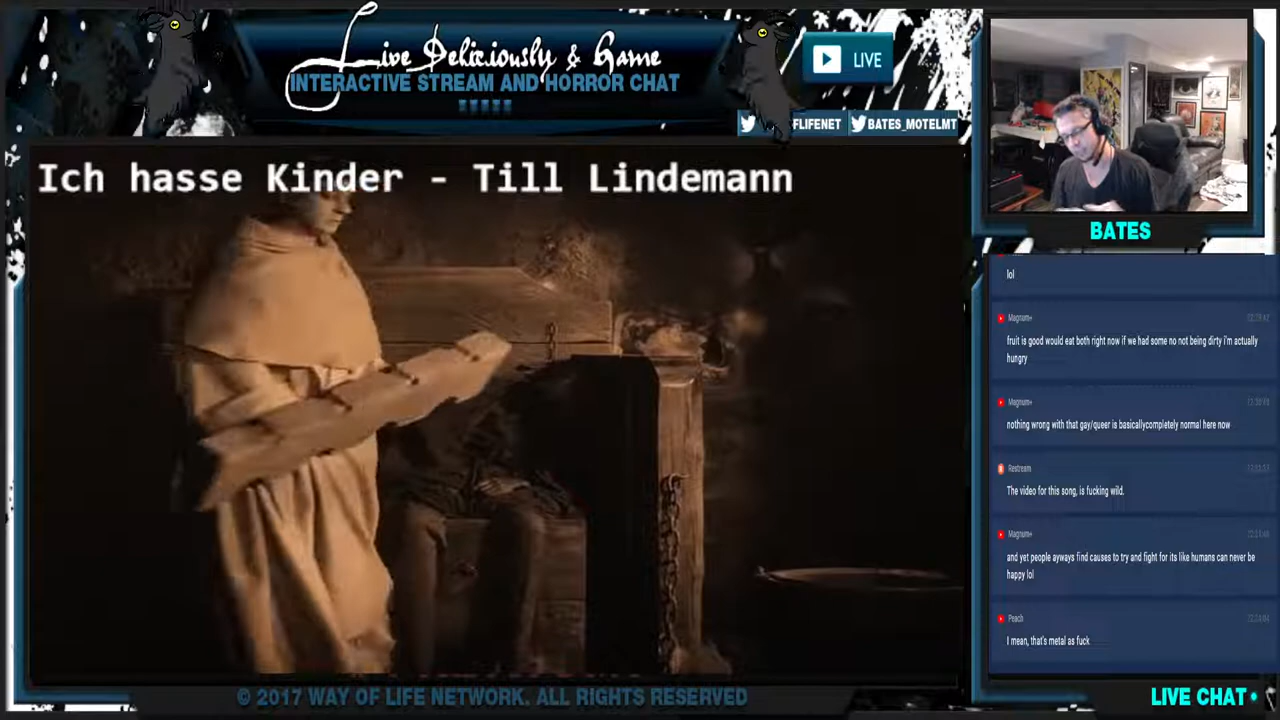 Live Deliciously & Game
INTERACTIVE STREAM AND HORROR CHAT
LIVE
FLIFENET
BATES_MOTELMT
Ich hasse Kinder - Till Lindemann
BATES
lol
Magnum+
fruit is good would eat both right now if we had some no not being dirty i'm actually
hungry
Magnum+
nothing wrong with that gay/queer is basicallycompletely normal here now
Restream
The video for this song, is fucking wild.
Magnum+
and yet people ayways find causes to try and fight for its like humans can never be
happy lol
Peach
I mean, that's metal as fuck
© 2017 WAY OF LIFE NETWORK. ALL RIGHTS RESERVED
LIVE CHAT